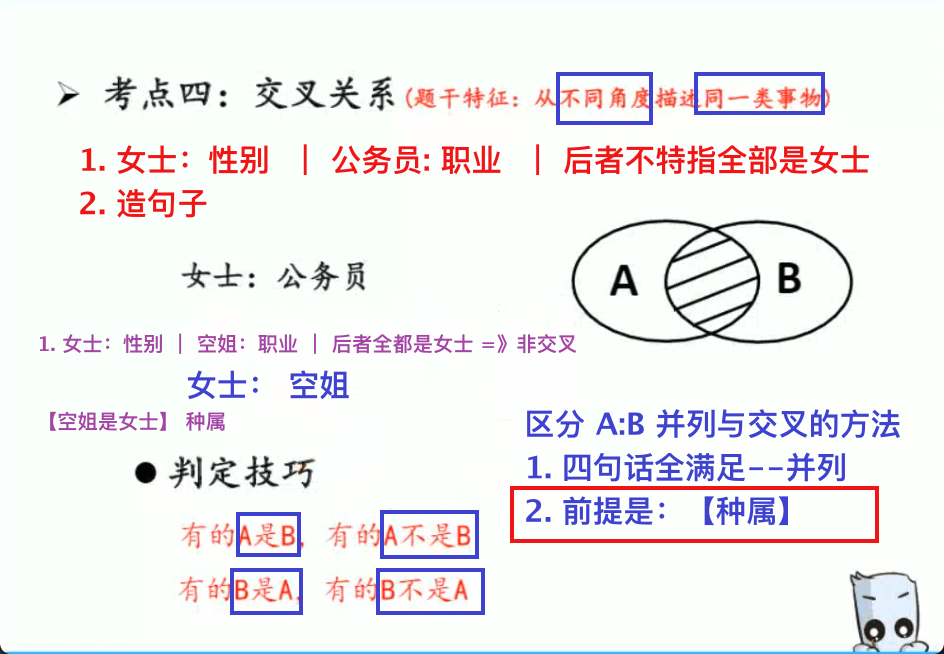 ➤ 考点四：交叉关系(题干特征：从不同角度描述同一类事物)
1. 女士：性别 | 公务员: 职业 | 后者不特指全部是女士
2. 造句子
女士：公务员
A B
1. 女士：性别 | 空姐：职业 | 后者全都是女士 =》非交叉
女士： 空姐
【空姐是女士】 种属
区分 A:B 并列与交叉的方法
1. 四句话全满足--并列
2. 前提是：【种属】
● 判定技巧
有的A是B，有的A不是B
有的B是A，有的B不是A